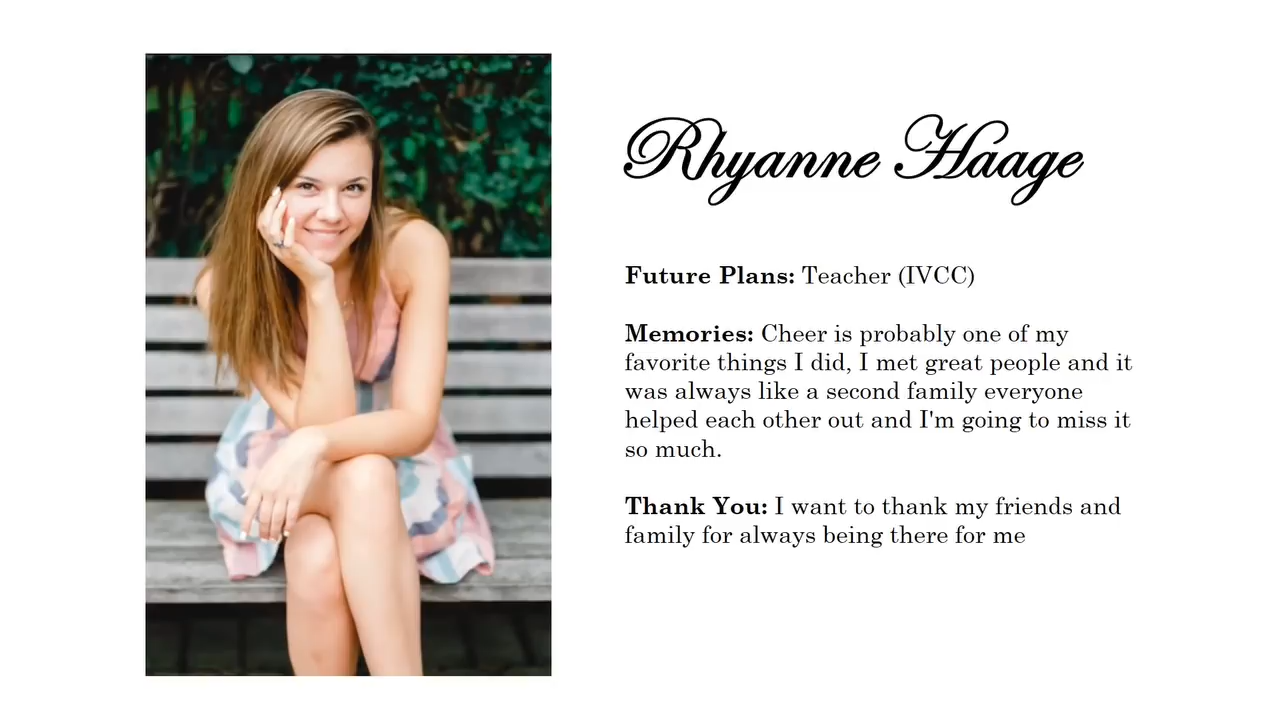 Rhyanne Haage
Future Plans: Teacher (IVCC)
Memories: Cheer is probably one of my
favorite things I did, I met great people and it
was always like a second family everyone
helped each other out and I'm going to miss it
so much.
Thank You: I want to thank my friends and
family for always being there for me